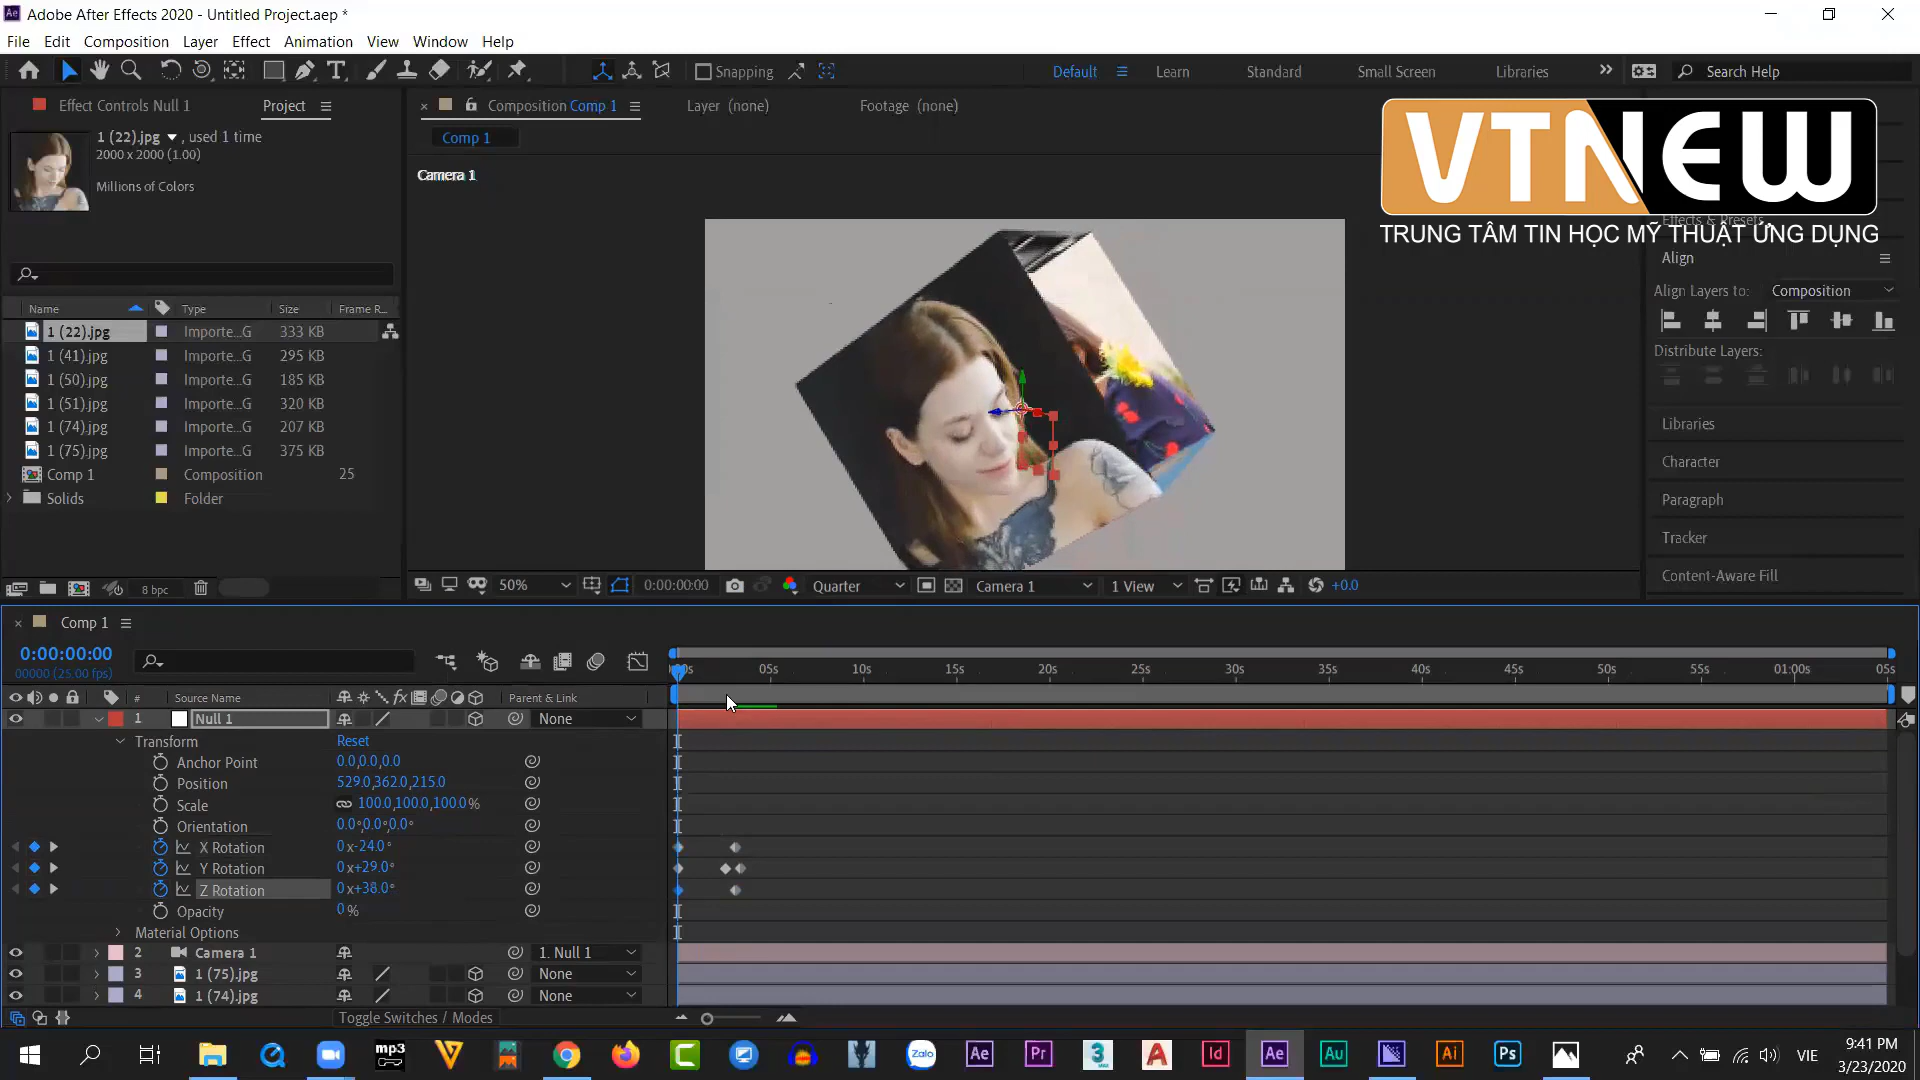 Adobe After Effects 2020 - Untitled Project.aep *
File Edit Composition Layer Effect Animation View Window Help
Snapping Default Learn Standard Small Screen Libraries Search Help
Effect Controls Null 1 Project
Composition Comp 1 Layer (none) Footage (none)
1 (22).jpg , used 1 time
2000 x 2000 (1.00)
Millions of Colors
Comp 1
Camera 1
VTNEW
TRUNG TÂM TIN HỌC MỸ THUẬT ỨNG DỤNG
Effects & Presets
Align
Align Layers to: Composition
Distribute Layers:
Libraries
Character
Paragraph
Tracker
Content-Aware Fill
Name Type Size Frame R...
1 (22).jpg Importe...G 333 KB
1 (41).jpg Importe...G 295 KB
1 (50).jpg Importe...G 185 KB
1 (51).jpg Importe...G 320 KB
1 (74).jpg Importe...G 207 KB
1 (75).jpg Importe...G 375 KB
Comp 1 Composition 25
Solids Folder
8 bpc
50% 0:00:00:00 Quarter Camera 1 1 View +0.0
Comp 1
0:00:00:00
00000 (25.00 fps)
05s 10s 15s 20s 25s 30s 35s 40s 45s 50s 55s 01:00s 05s
# Source Name Parent & Link
1 Null 1 None
Transform Reset
Anchor Point 0.0,0.0,0.0
Position 529.0,362.0,215.0
Scale 100.0,100.0,100.0%
Orientation 0.0°,0.0°,0.0°
X Rotation 0x-24.0°
Y Rotation 0x+29.0°
Z Rotation 0x+38.0°
Opacity 0%
Material Options
2 Camera 1 1. Null 1
3 1 (75).jpg None
4 1 (74).jpg None
Toggle Switches / Modes
mp3 Zalo Ae Pr 3 A Id Ae Au Ai Ps VIE
9:41 PM
3/23/2020